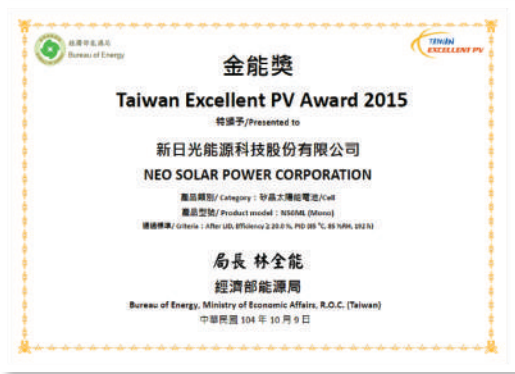 經濟部能源局
Bureau of Energy
TAIWAN
EXCELLENT PV
金能獎
Taiwan Excellent PV Award 2015
特頒予/Presented to
新日光能源科技股份有限公司
NEO SOLAR POWER CORPORATION
產品類別/ Category：矽晶太陽能電池/Cell
產品型號/ Product model：NS6ML (Mono)
通過標準/ Criteria：After LID, Efficiency ≧ 20.0 %, PID (85 °C, 85 %RH, 192 h)
局長 林全能
經濟部能源局
Bureau of Energy, Ministry of Economic Affairs, R.O.C. (Taiwan)
中華民國 104 年 10 月 9 日